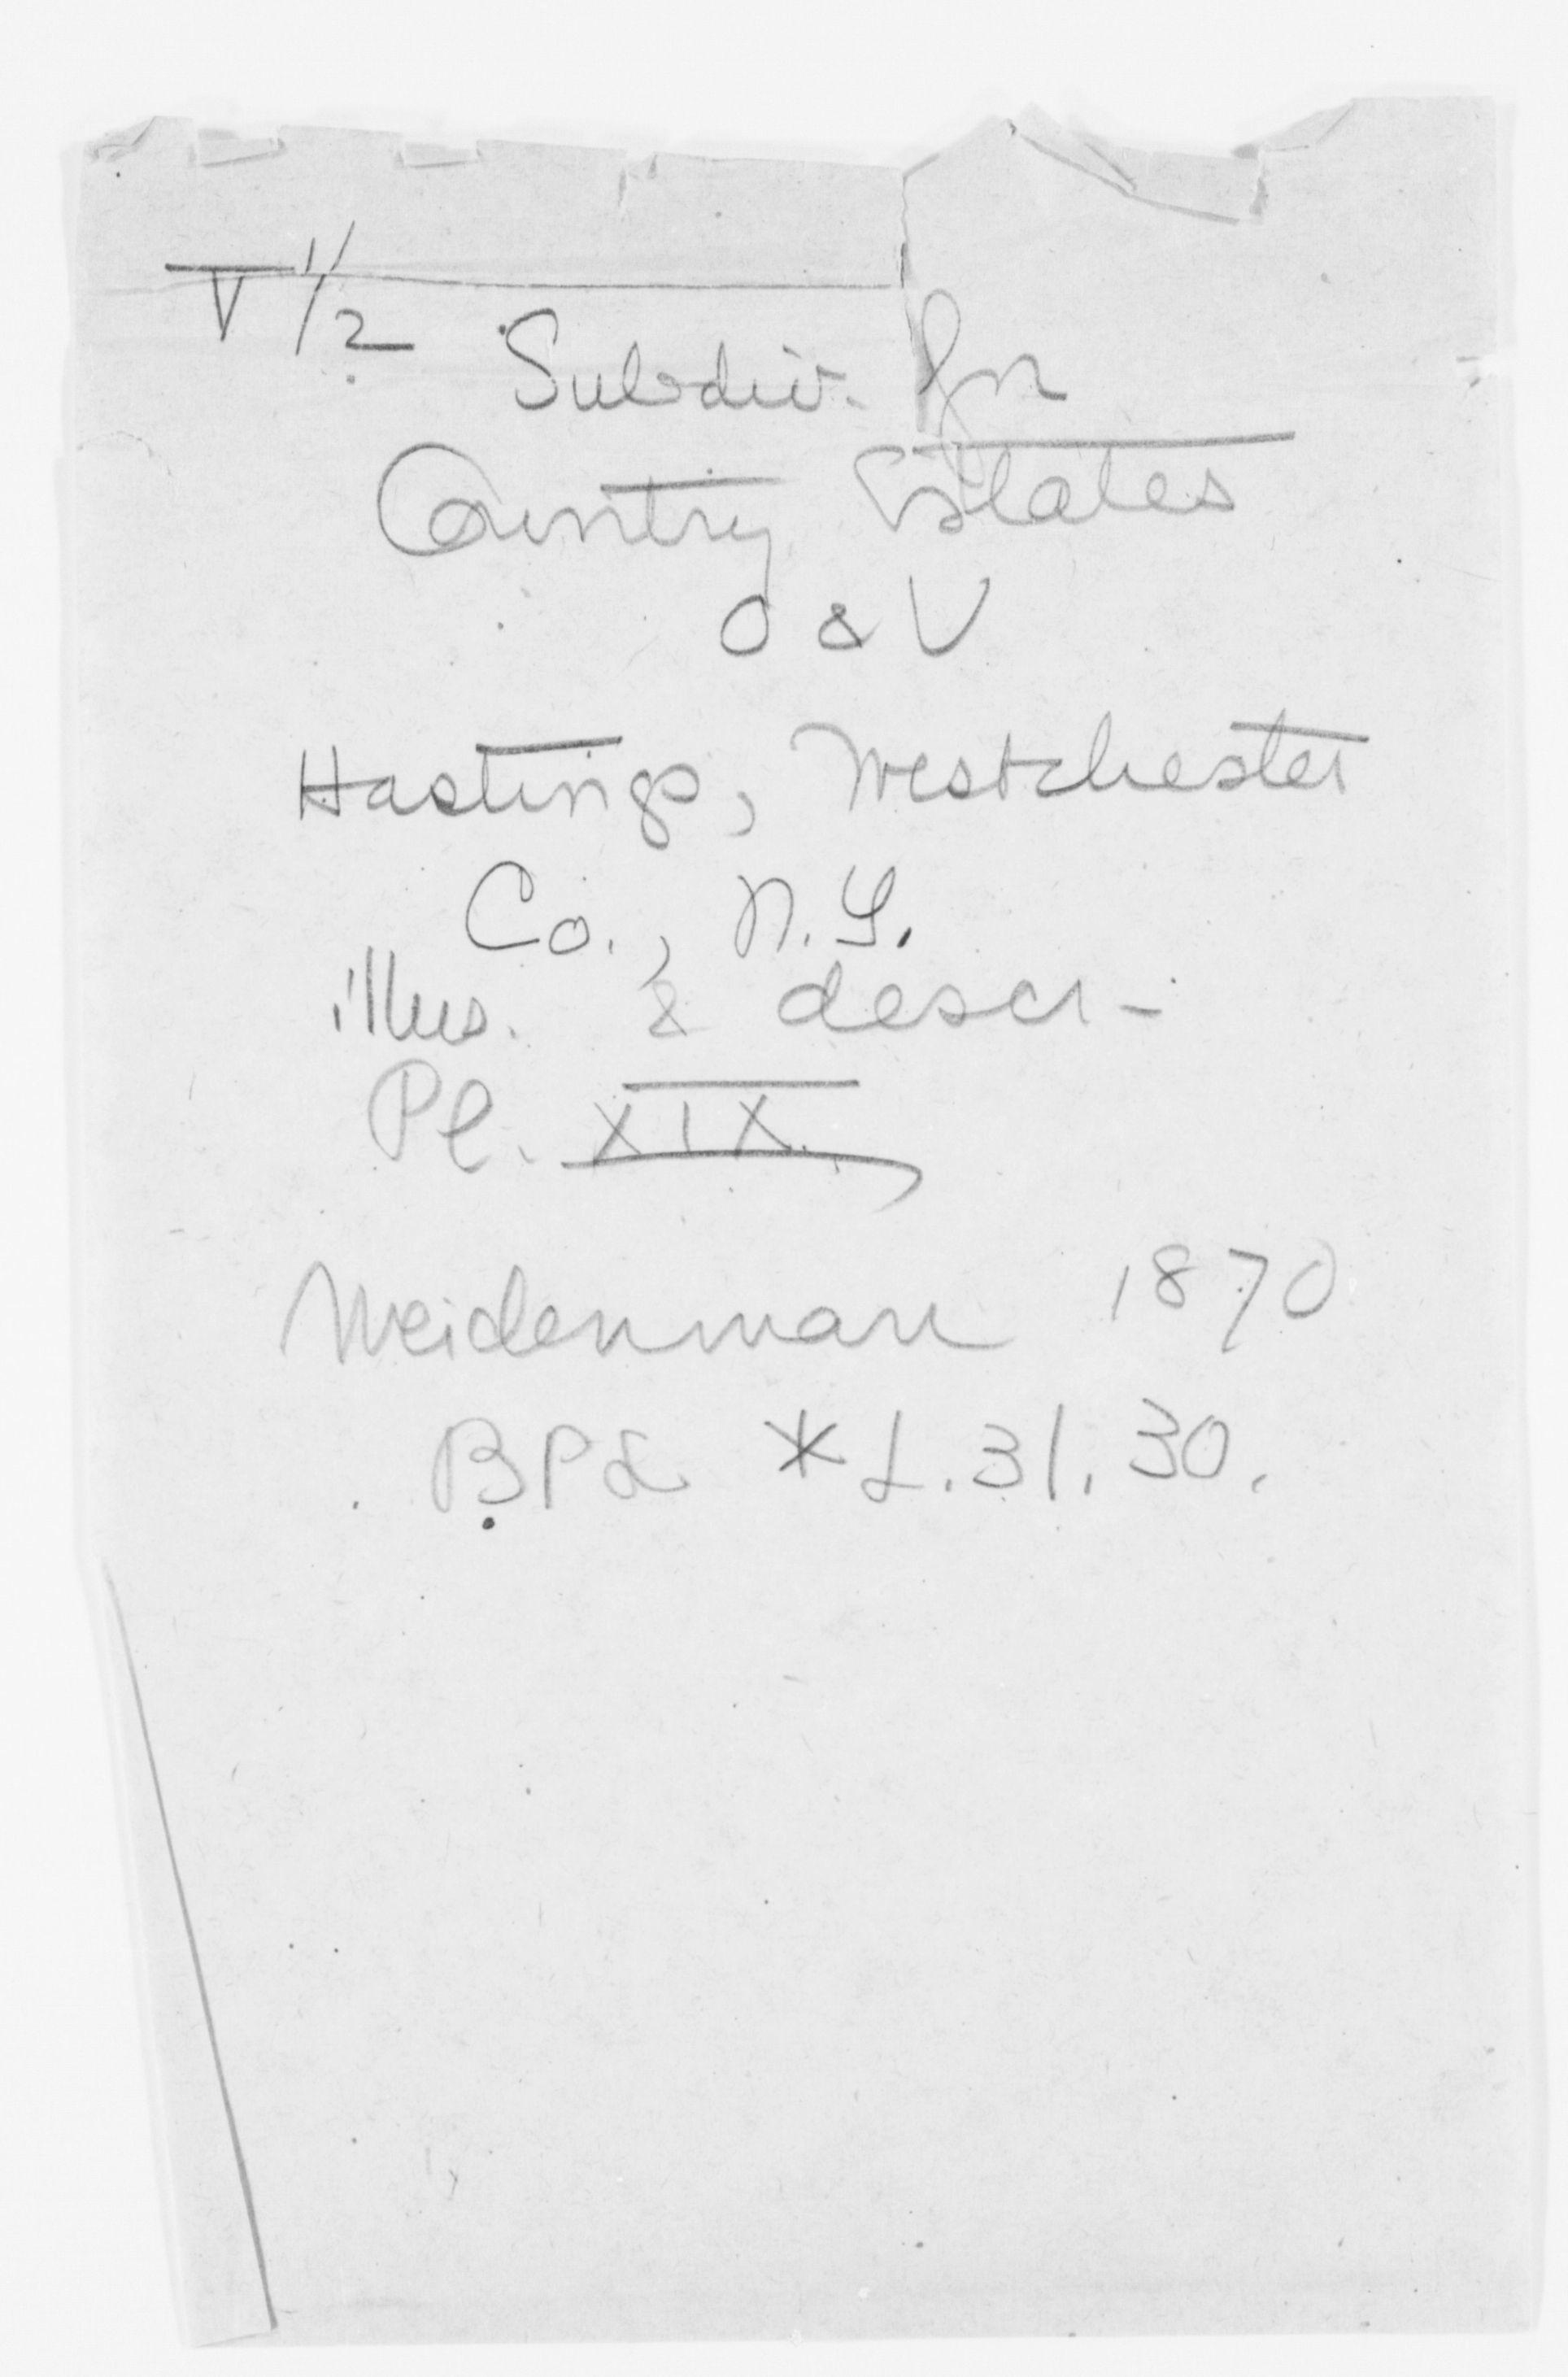 V 1/2
Subdiv. for
Country Estates
O & V
Hastings, Westchester
Co., N.Y.
illus. & descr-
Pl. XIX
Weidenman 1870
BPL *L.31.30.